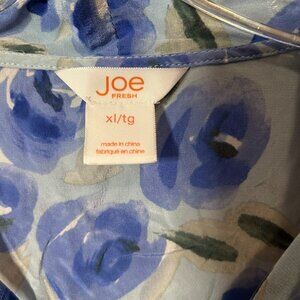 Joe
FRESH
xl/tg
made in china
fabriqué en chine